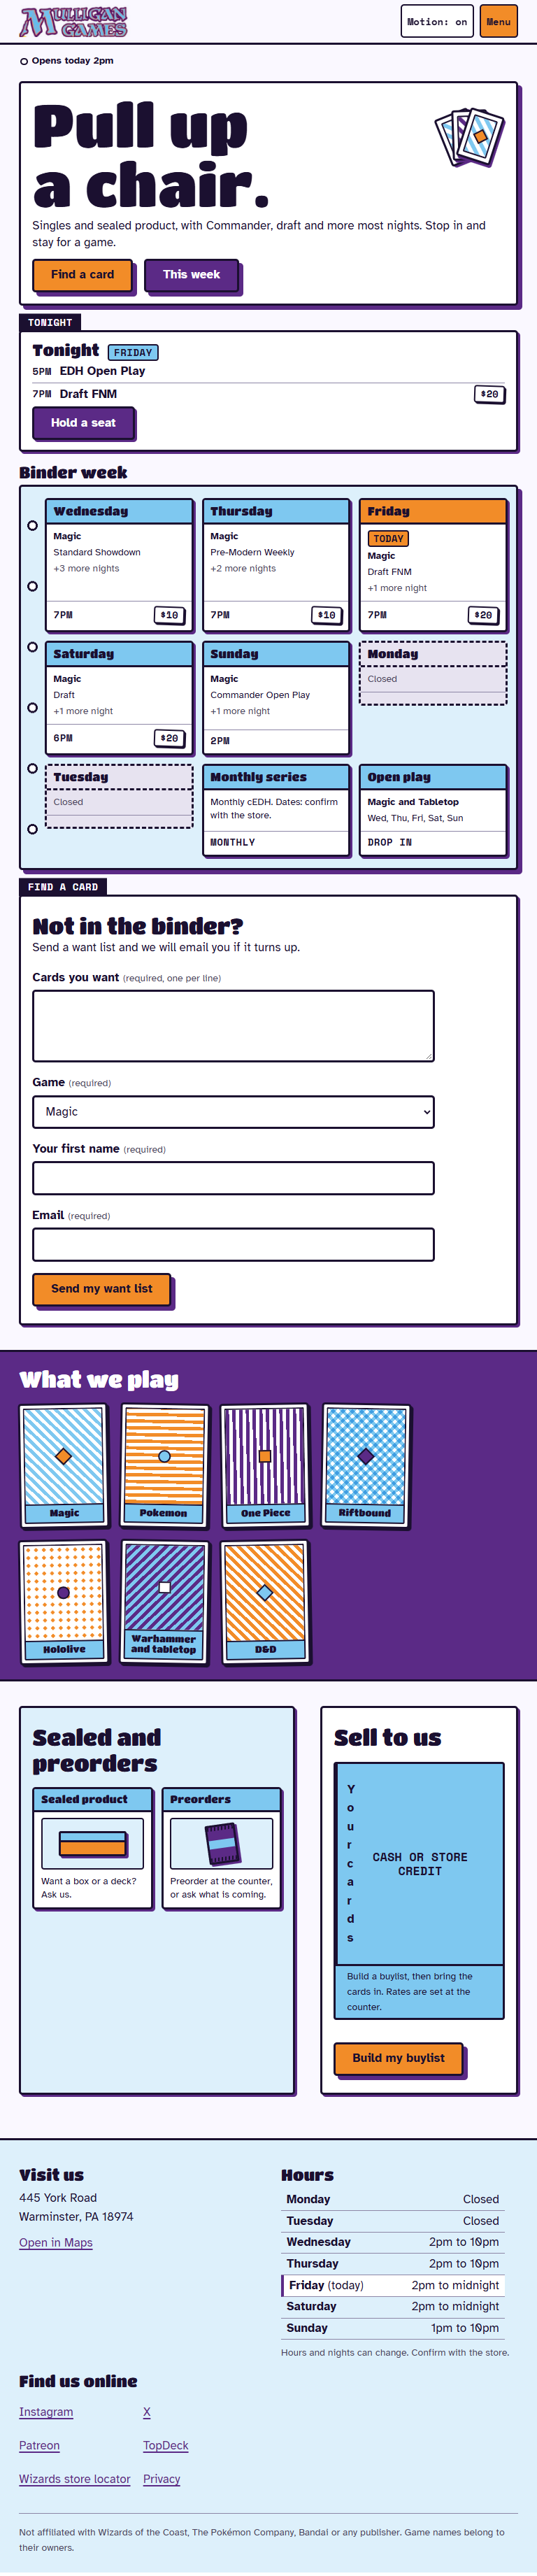 Mulligan Games
Motion: on
Menu
Opens today 2pm
Pull up
a chair.
Singles and sealed product, with Commander, draft and more most nights. Stop in and
stay for a game.
Find a card
This week
TONIGHT
Tonight FRIDAY
5PM EDH Open Play
7PM Draft FNM $20
Hold a seat
Binder week
Wednesday
Magic
Standard Showdown
+3 more nights
7PM $10
Thursday
Magic
Pre-Modern Weekly
+2 more nights
7PM $10
Friday
TODAY
Magic
Draft FNM
+1 more night
7PM $20
Saturday
Magic
Draft
+1 more night
6PM $20
Sunday
Magic
Commander Open Play
+1 more night
2PM
Monday
Closed
Tuesday
Closed
Monthly series
Monthly cEDH. Dates: confirm
with the store.
MONTHLY
Open play
Magic and Tabletop
Wed, Thu, Fri, Sat, Sun
DROP IN
FIND A CARD
Not in the binder?
Send a want list and we will email you if it turns up.
Cards you want (required, one per line)
Game (required)
Magic
Your first name (required)
Email (required)
Send my want list
What we play
Magic
Pokemon
One Piece
Riftbound
Hololive
Warhammer
and tabletop
D&D
Sealed and
preorders
Sealed product
Want a box or a deck?
Ask us.
Preorders
Preorder at the counter,
or ask what is coming.
Sell to us
Your cards
CASH OR STORE
CREDIT
Build a buylist, then bring the
cards in. Rates are set at the
counter.
Build my buylist
Visit us
445 York Road
Warminster, PA 18974
Open in Maps
Hours
Monday Closed
Tuesday Closed
Wednesday 2pm to 10pm
Thursday 2pm to 10pm
Friday (today) 2pm to midnight
Saturday 2pm to midnight
Sunday 1pm to 10pm
Hours and nights can change. Confirm with the store.
Find us online
Instagram
X
Patreon
TopDeck
Wizards store locator
Privacy
Not affiliated with Wizards of the Coast, The Pokémon Company, Bandai or any publisher. Game names belong to
their owners.